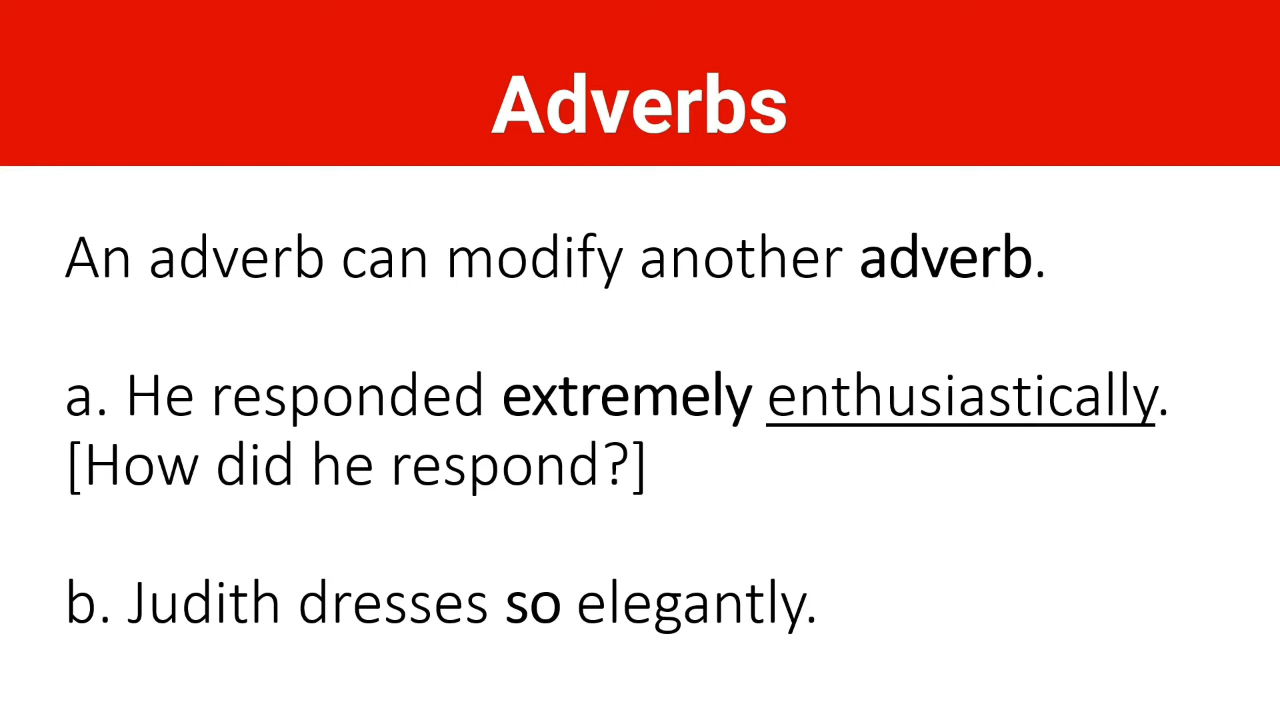 Adverbs
An adverb can modify another adverb.
a. He responded extremely enthusiastically.
[How did he respond?]
b. Judith dresses so elegantly.